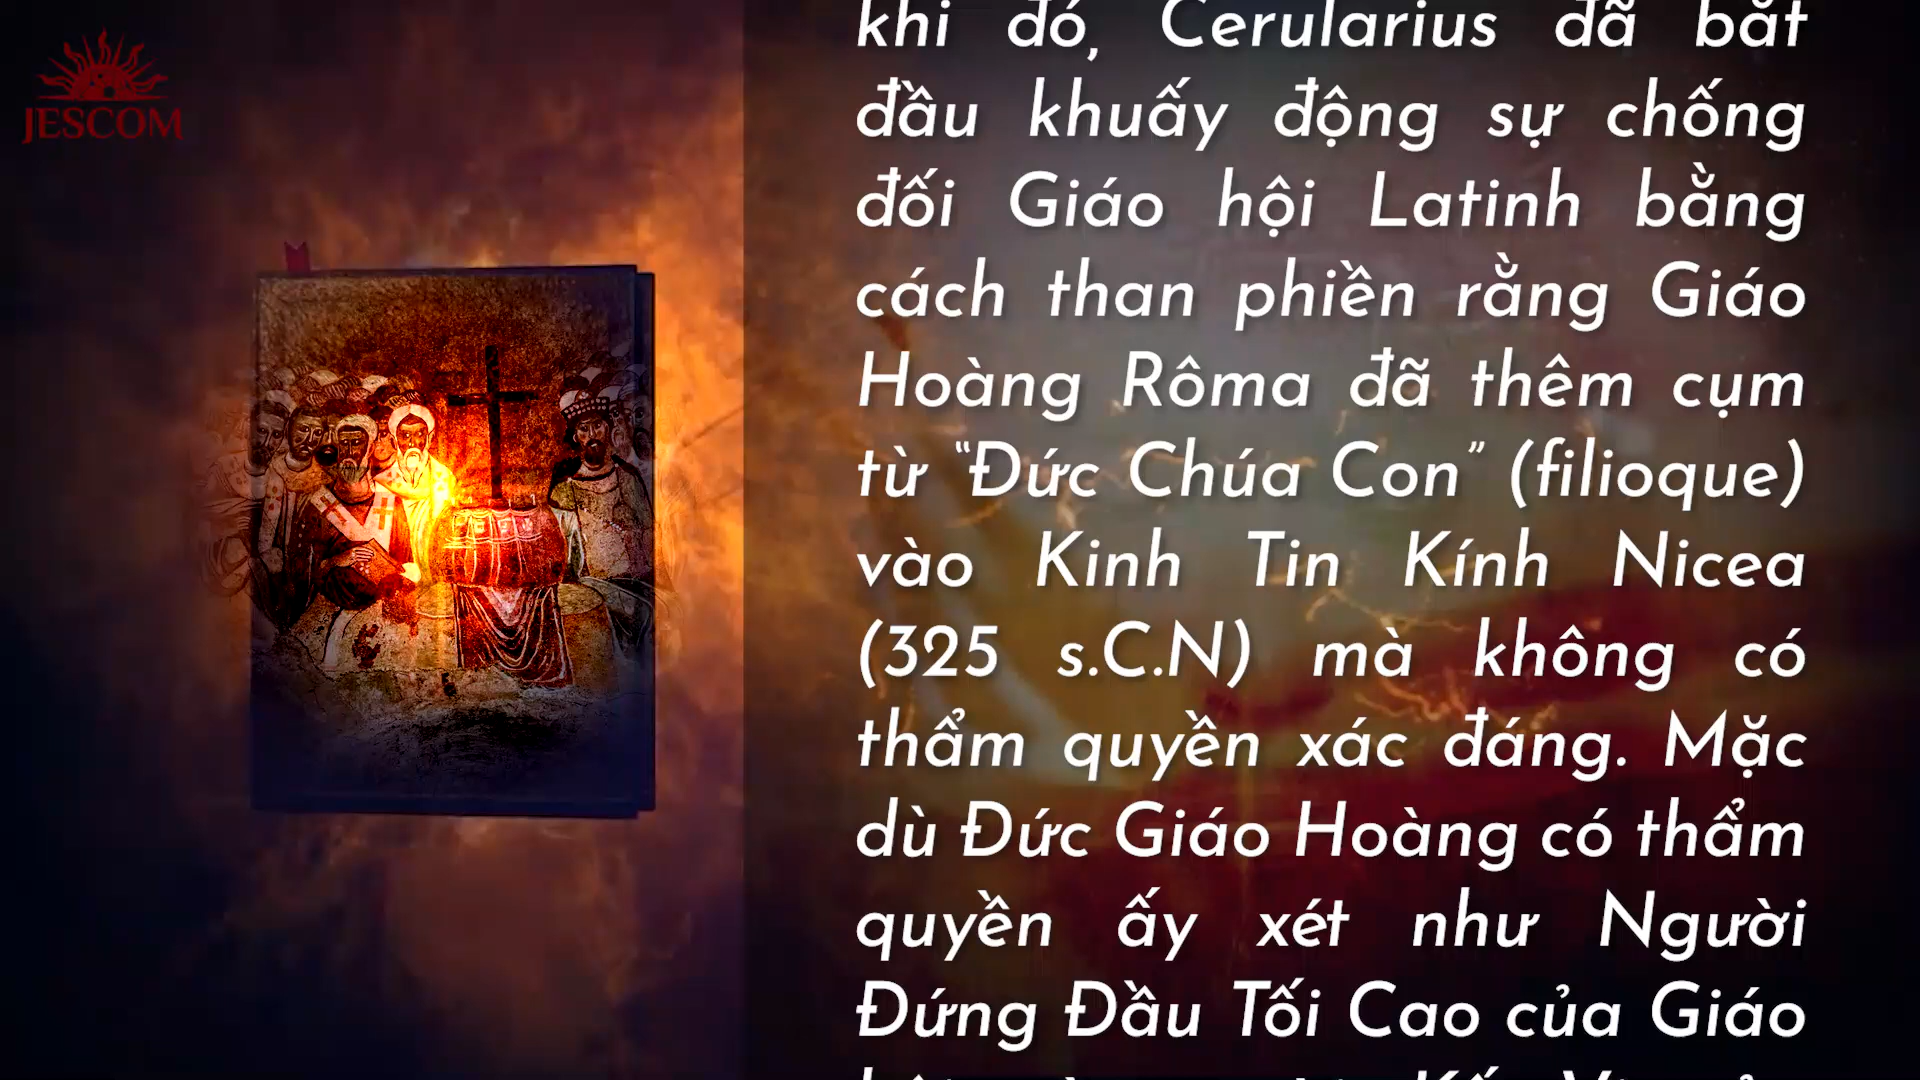 JESCOM
khi đó, Cerularius đã bắt
đầu khuấy động sự chống
đối Giáo hội Latinh bằng
cách than phiền rằng Giáo
Hoàng Rôma đã thêm cụm
từ “Đức Chúa Con” (filioque)
vào Kinh Tin Kính Nicea
(325 s.C.N) mà không có
thẩm quyền xác đáng. Mặc
dù Đức Giáo Hoàng có thẩm
quyền ấy xét như Người
Đứng Đầu Tối Cao của Giáo